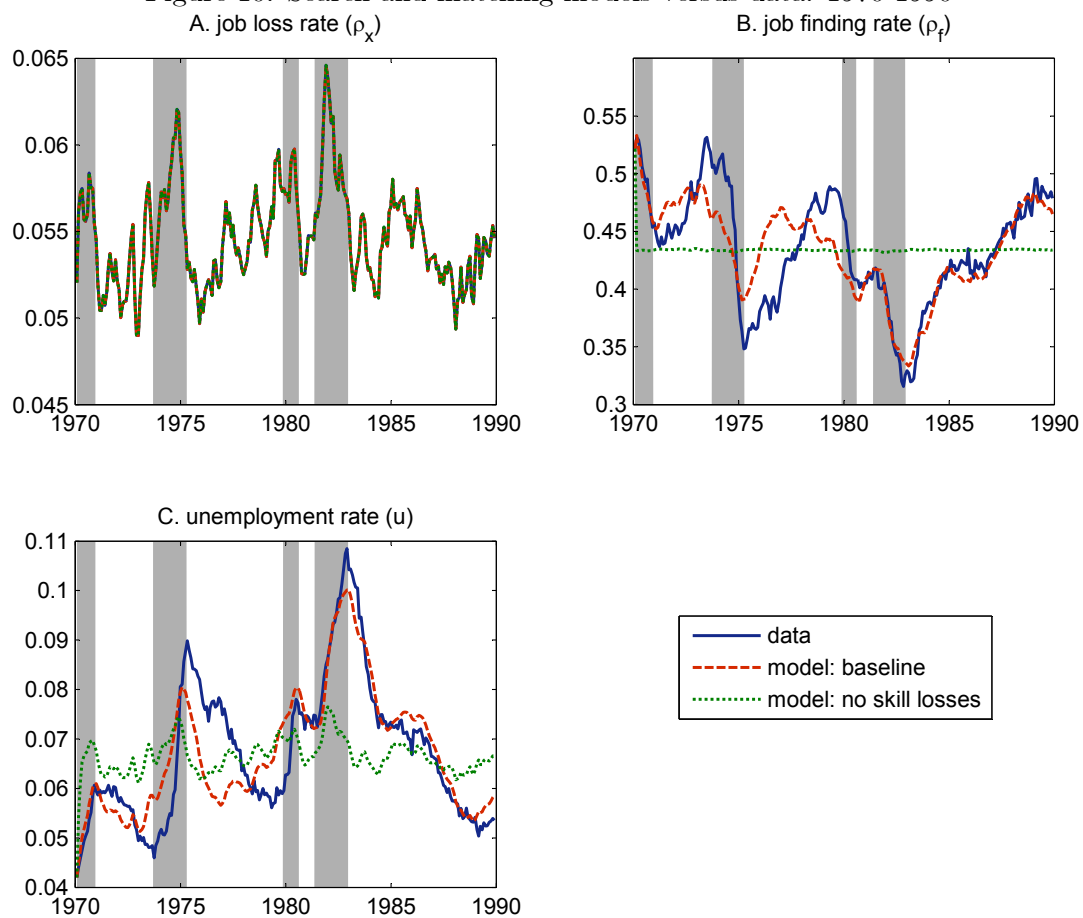 A. job loss rate (ρx)
0.065
0.06
0.055
0.05
0.045
1970 1975 1980 1985 1990
B. job finding rate (ρf)
0.55
0.5
0.45
0.4
0.35
0.3
1970 1975 1980 1985 1990
C. unemployment rate (u)
0.11
0.1
0.09
0.08
0.07
0.06
0.05
0.04
1970 1975 1980 1985 1990
data
model: baseline
model: no skill losses